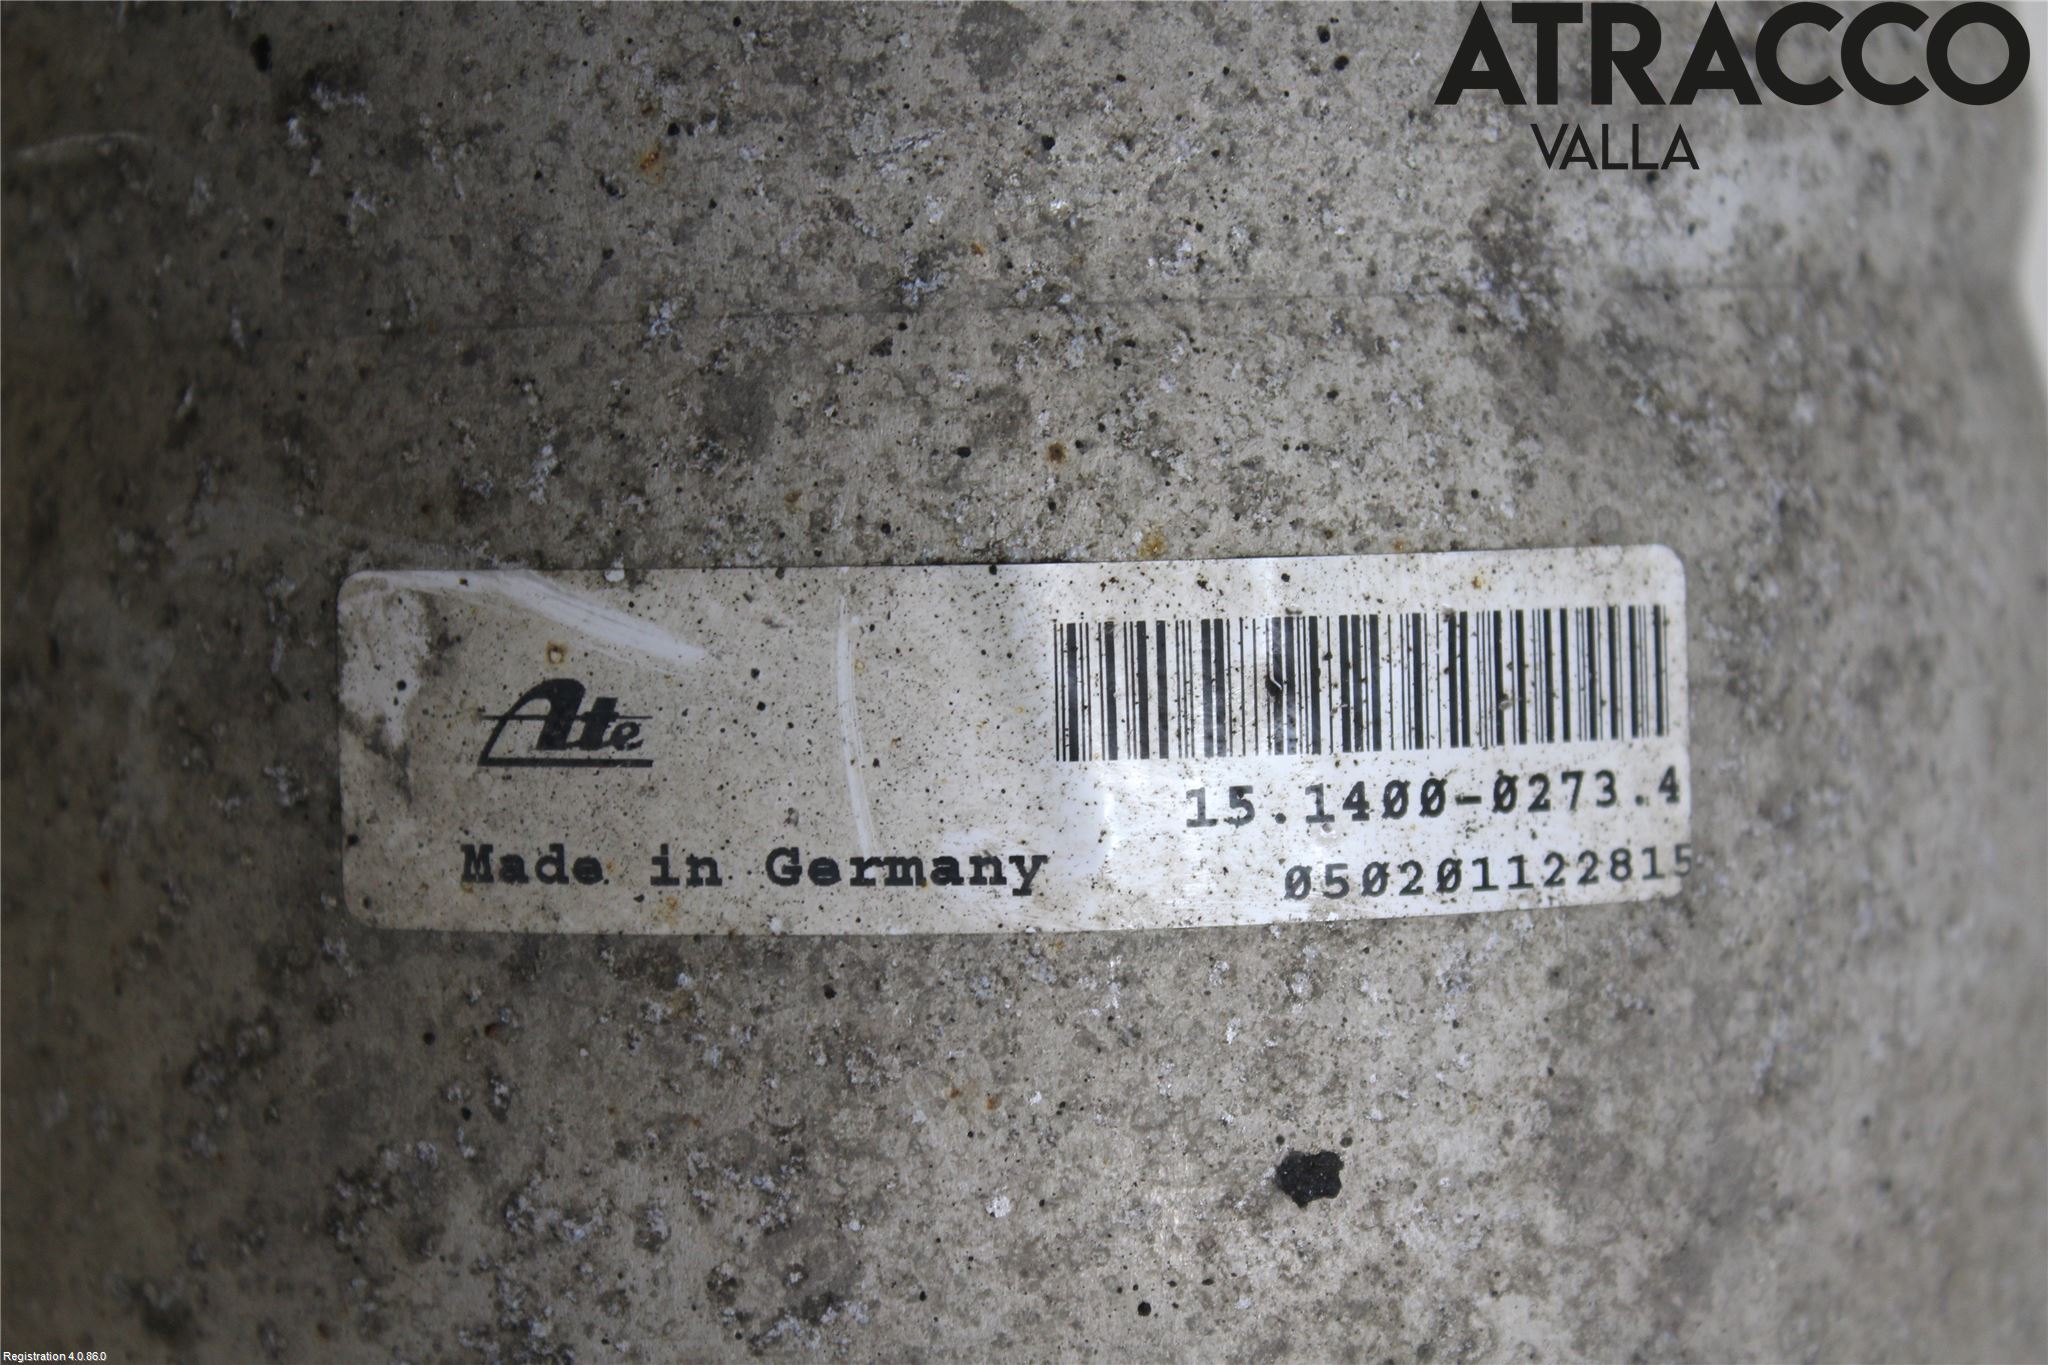 ATRACCO
VALLA
Ate
15.1400-0273.4
Made in Germany
050201122815
Registration 4.0.86.0